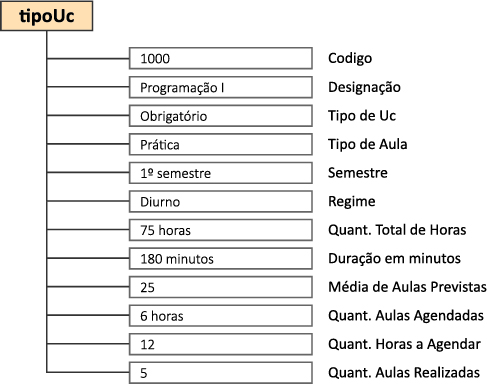 tipoUc
1000 Codigo
Programação I Designação
Obrigatório Tipo de Uc
Prática Tipo de Aula
1º semestre Semestre
Diurno Regime
75 horas Quant. Total de Horas
180 minutos Duração em minutos
25 Média de Aulas Previstas
6 horas Quant. Aulas Agendadas
12 Quant. Horas a Agendar
5 Quant. Aulas Realizadas